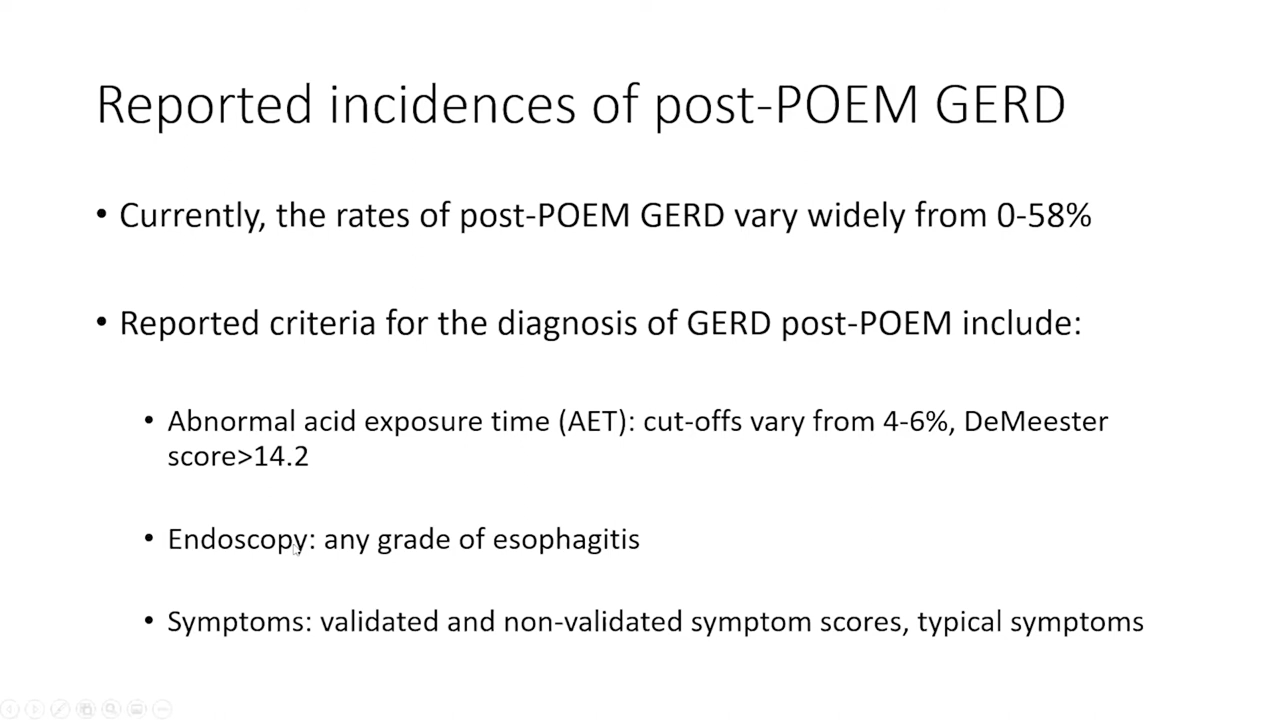 Reported incidences of post-POEM GERD
• Currently, the rates of post-POEM GERD vary widely from 0-58%
• Reported criteria for the diagnosis of GERD post-POEM include:
• Abnormal acid exposure time (AET): cut-offs vary from 4-6%, DeMeester
score>14.2
• Endoscopy: any grade of esophagitis
• Symptoms: validated and non-validated symptom scores, typical symptoms